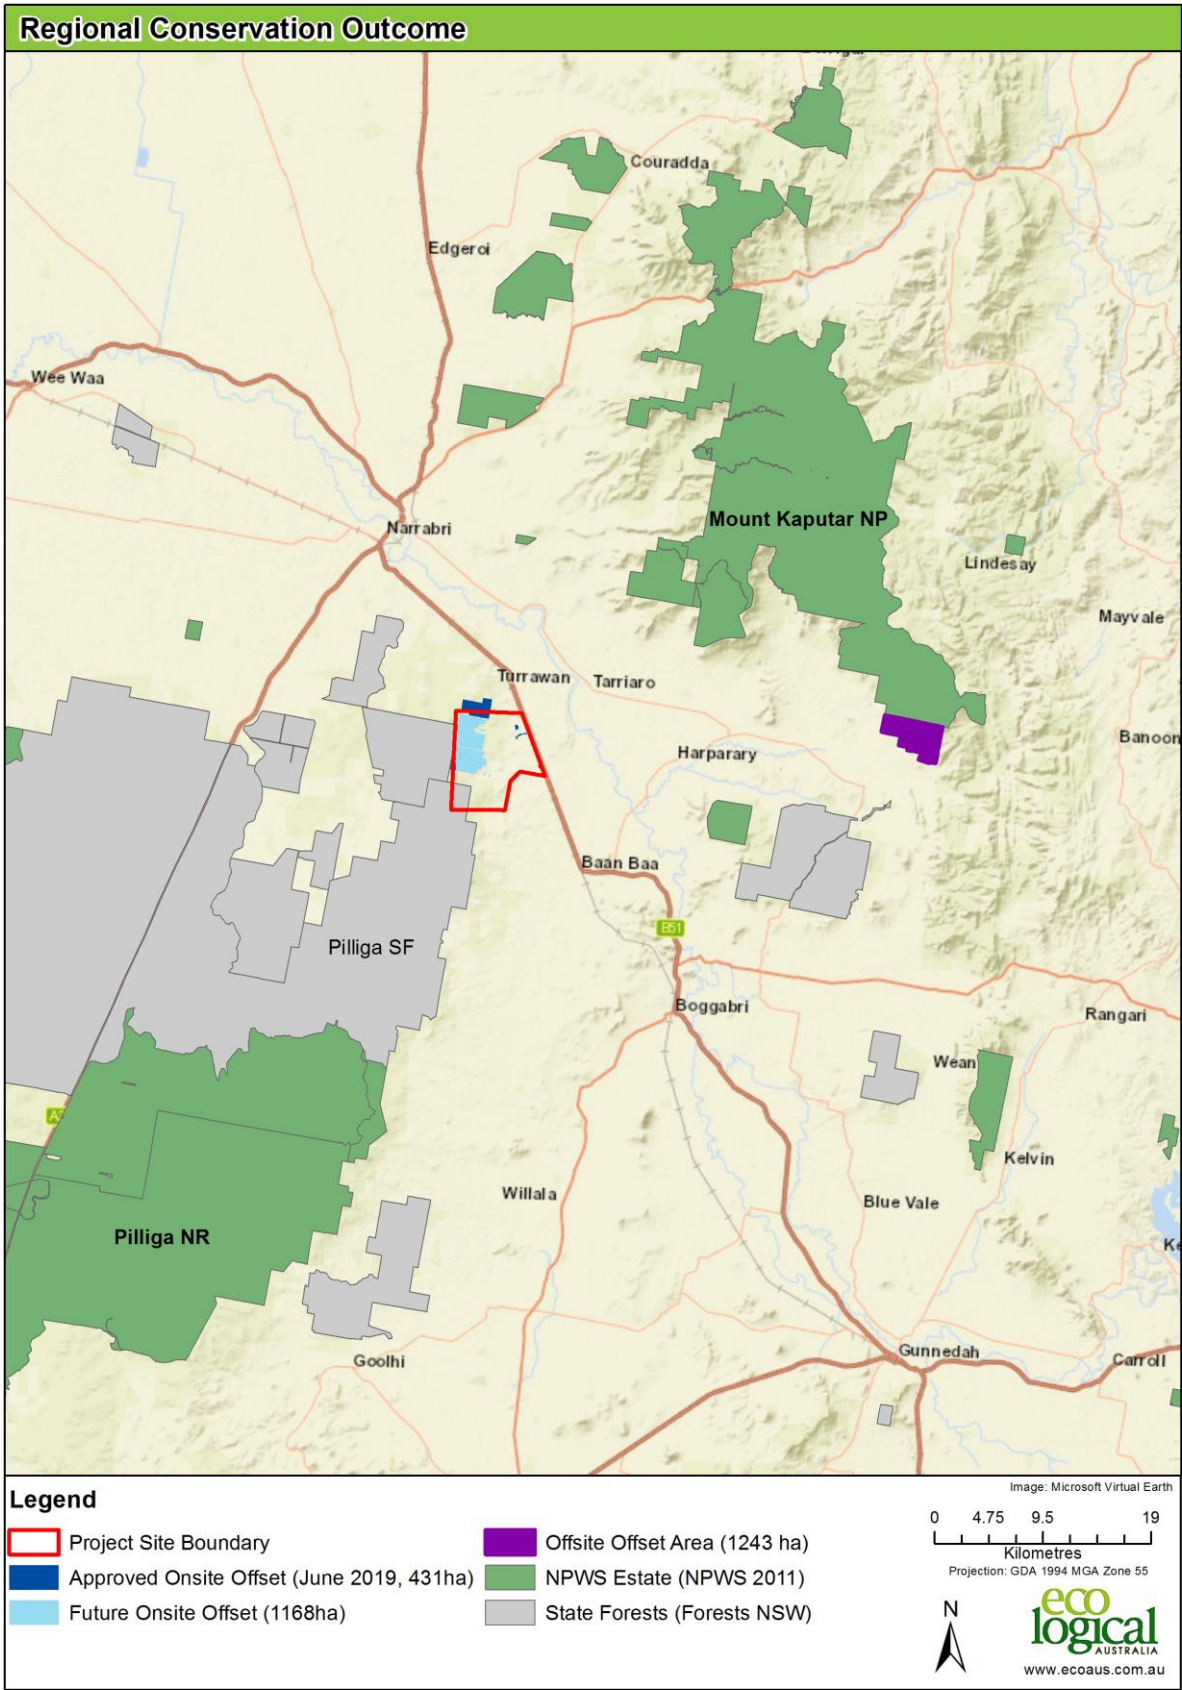 Regional Conservation Outcome
Couradda
Edgeroi
Wee Waa
Narrabri
Mount Kaputar NP
Lindesay
Mayvale
Turrawan
Tarriaro
Banoon
Harparary
Baan Baa
B51
Pilliga SF
Boggabri
Rangari
Wean
Kelvin
Willala
Blue Vale
Pilliga NR
Goolhi
Gunnedah
Carroll
Image: Microsoft Virtual Earth
Legend
Project Site Boundary
Approved Onsite Offset (June 2019, 431ha)
Future Onsite Offset (1168ha)
Offsite Offset Area (1243 ha)
NPWS Estate (NPWS 2011)
State Forests (Forests NSW)
0 4.75 9.5 19
Kilometres
Projection: GDA 1994 MGA Zone 55
N
eco
logical
AUSTRALIA
www.ecoaus.com.au